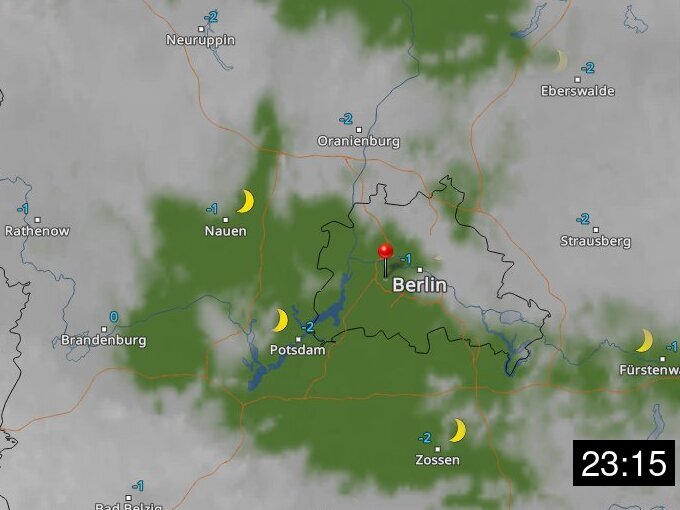 -2
Neuruppin
-2
Eberswalde
-2
Oranienburg
-1
Rathenow
-1
Nauen
-2
Strausberg
-1
Berlin
0
Brandenburg
-2
Potsdam
-1
Fürstenwa
-2
Zossen
23:15
-1
Bad Belzig